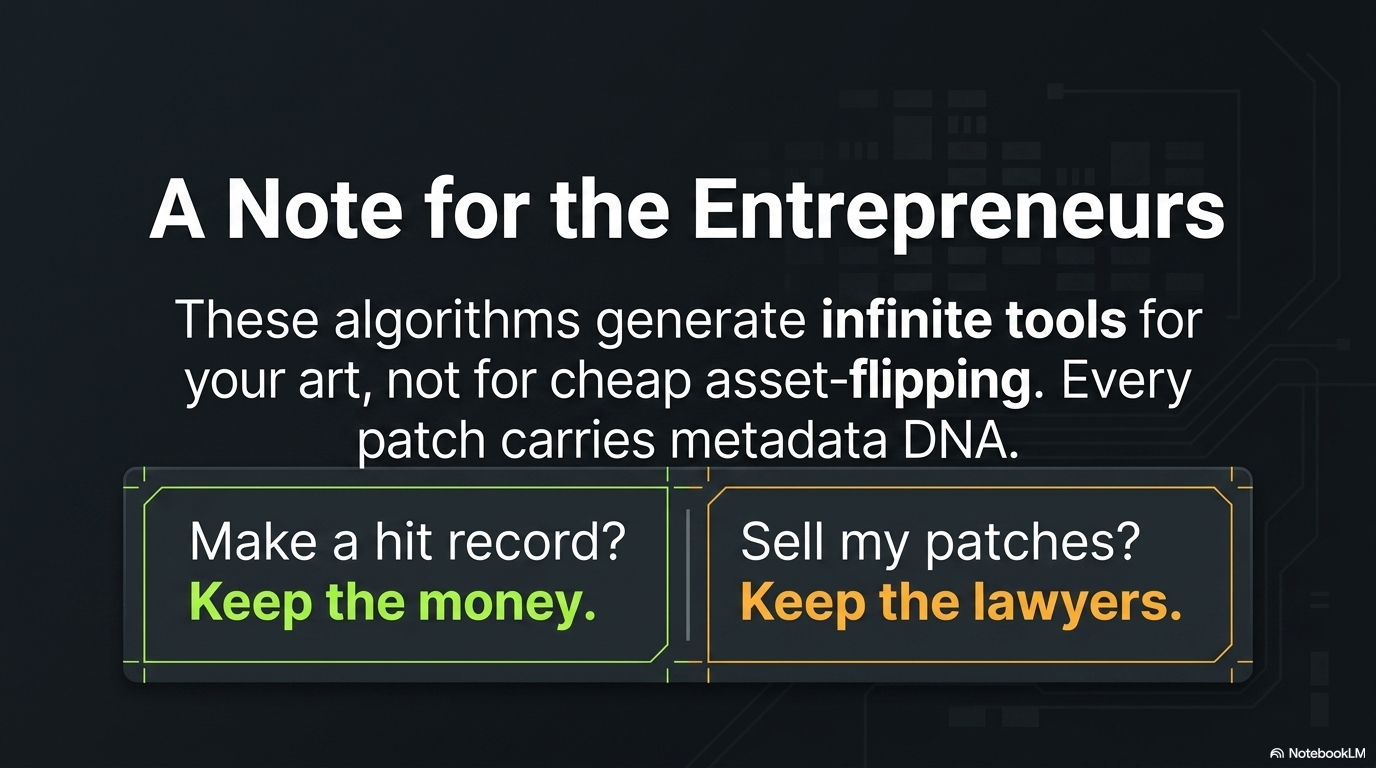 A Note for the Entrepreneurs
These algorithms generate infinite tools for
your art, not for cheap asset-flipping. Every
patch carries metadata DNA.
Make a hit record?
Keep the money.
Sell my patches?
Keep the lawyers.
NotebookLM